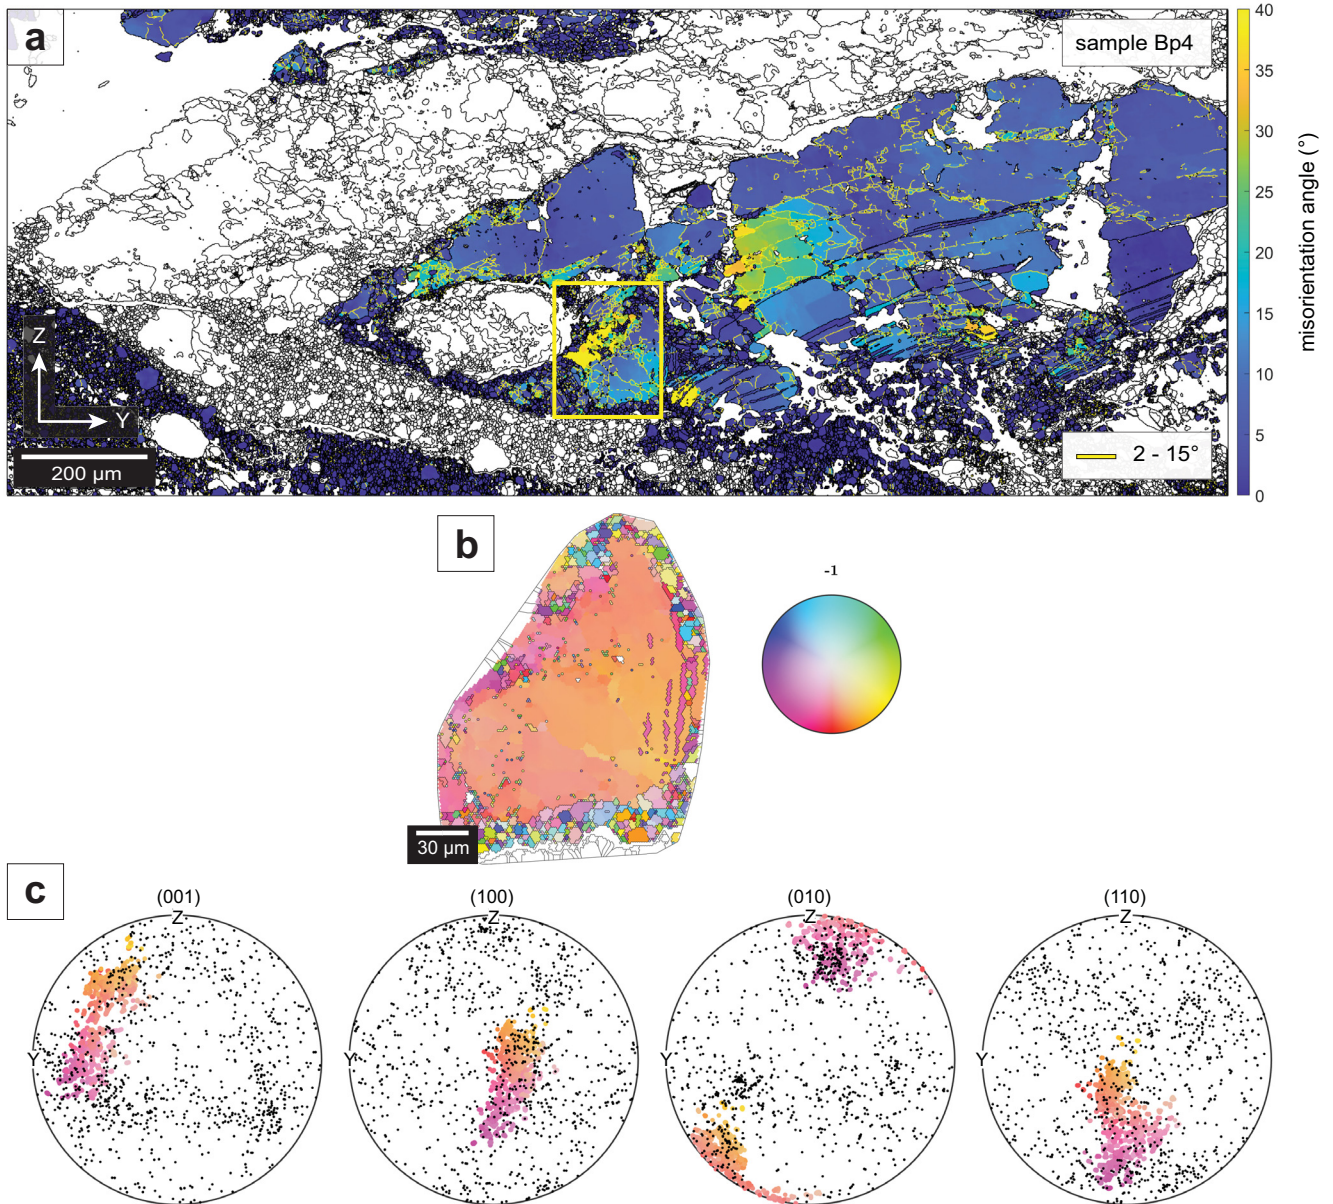 a
sample Bp4
40
35
30
25
20
15
10
5
0
misorientation angle (°)
Z
Y
200 µm
2 - 15°
b
-1
30 µm
c
(001)
(100)
(010)
(110)
Z
Z
Z
Z
Y
Y
Y
Y